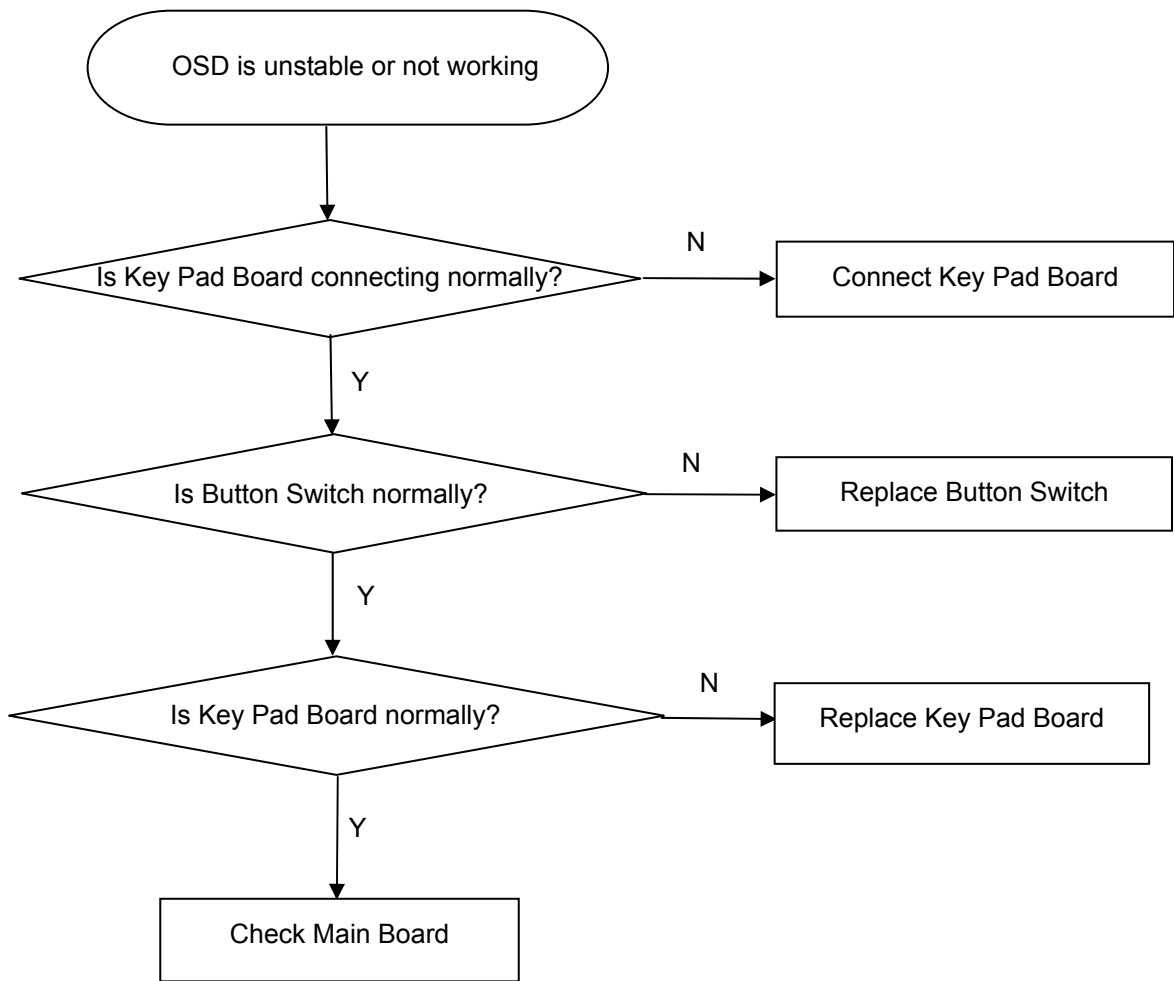 OSD is unstable or not working
Is Key Pad Board connecting normally?
N
Connect Key Pad Board
Y
Is Button Switch normally?
N
Replace Button Switch
Y
Is Key Pad Board normally?
N
Replace Key Pad Board
Y
Check Main Board